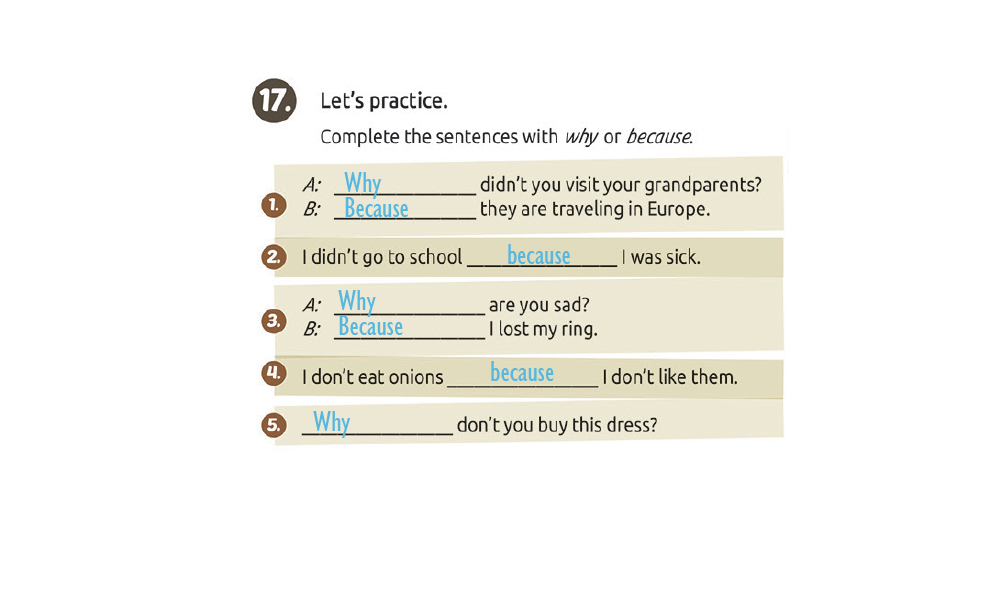 17. Let's practice.
Complete the sentences with why or because.
1. A: Why didn't you visit your grandparents?
B: Because they are traveling in Europe.
2. I didn't go to school because I was sick.
3. A: Why are you sad?
B: Because I lost my ring.
4. I don't eat onions because I don't like them.
5. Why don't you buy this dress?